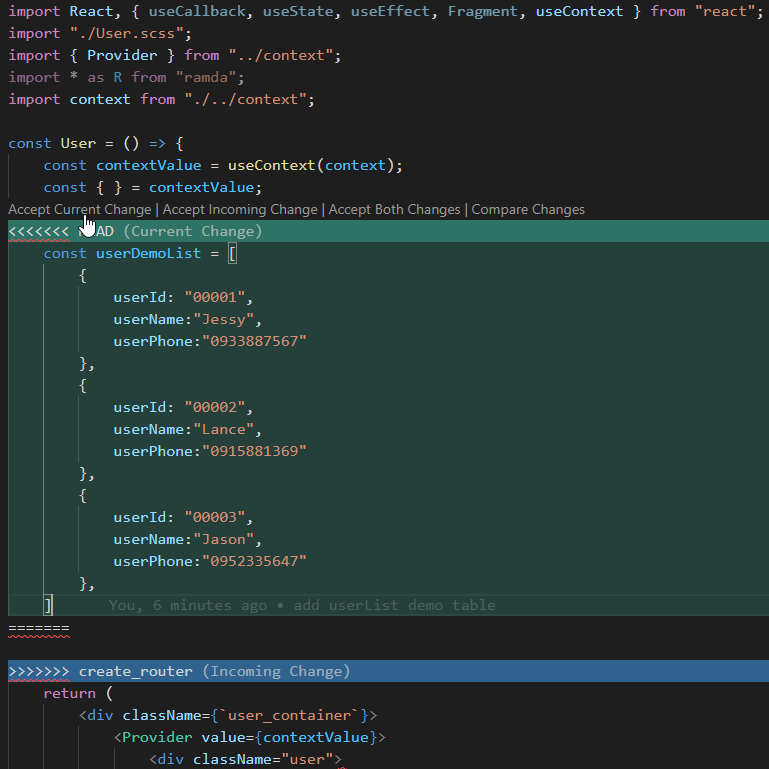 import React, { useCallback, useState, useEffect, Fragment, useContext } from "react";
import "./User.scss";
import { Provider } from "../context";
import * as R from "ramda";
import context from "./../context";
const User = () => {
const contextValue = useContext(context);
const { } = contextValue;
Accept Current Change | Accept Incoming Change | Accept Both Changes | Compare Changes
<<<<<<< HEAD (Current Change)
const userDemoList = [
{
userId: "00001",
userName:"Jessy",
userPhone:"0933887567"
},
{
userId: "00002",
userName:"Lance",
userPhone:"0915881369"
},
{
userId: "00003",
userName:"Jason",
userPhone:"0952335647"
},
] You, 6 minutes ago • add userList demo table
=======
>>>>>>> create_router (Incoming Change)
return (
<div className={`user_container`}>
<Provider value={contextValue}>
<div className="user">